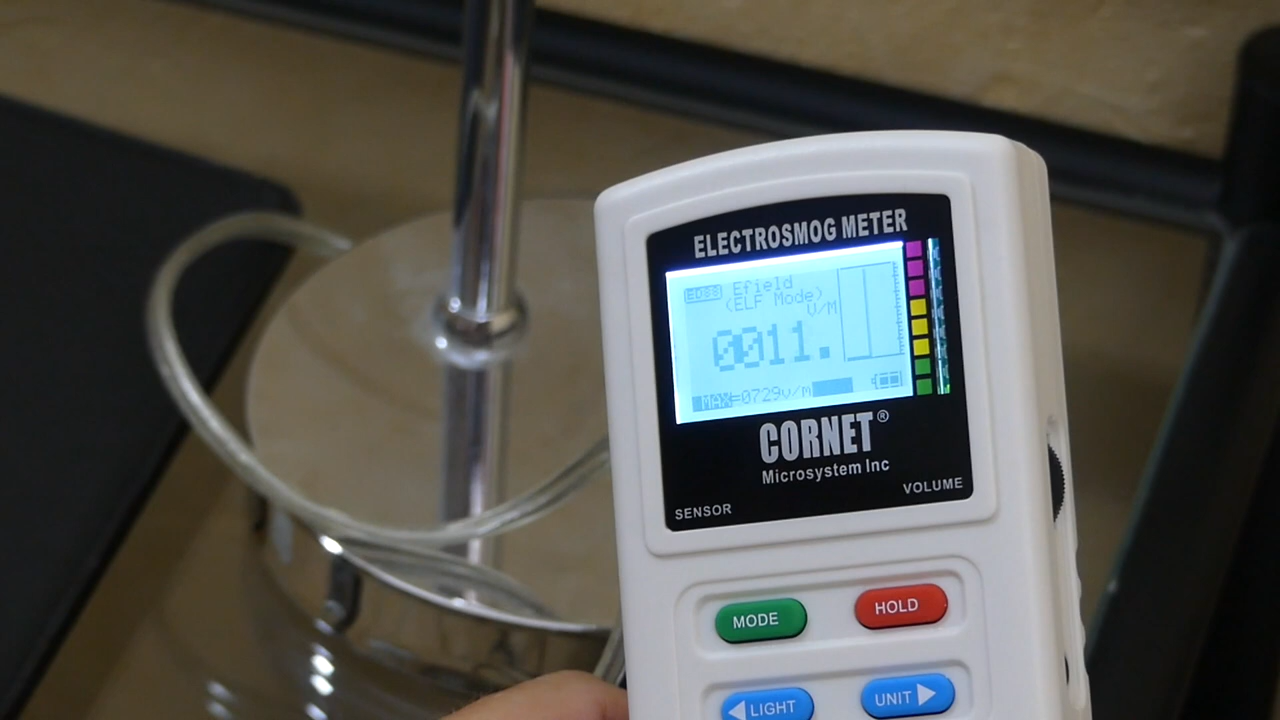 ELECTROSMOG METER
ED88 Efield
(ELF Mode)
V/M
0011.
MAX=0729v/m
CORNET®
Microsystem Inc
SENSOR VOLUME
MODE HOLD
LIGHT UNIT